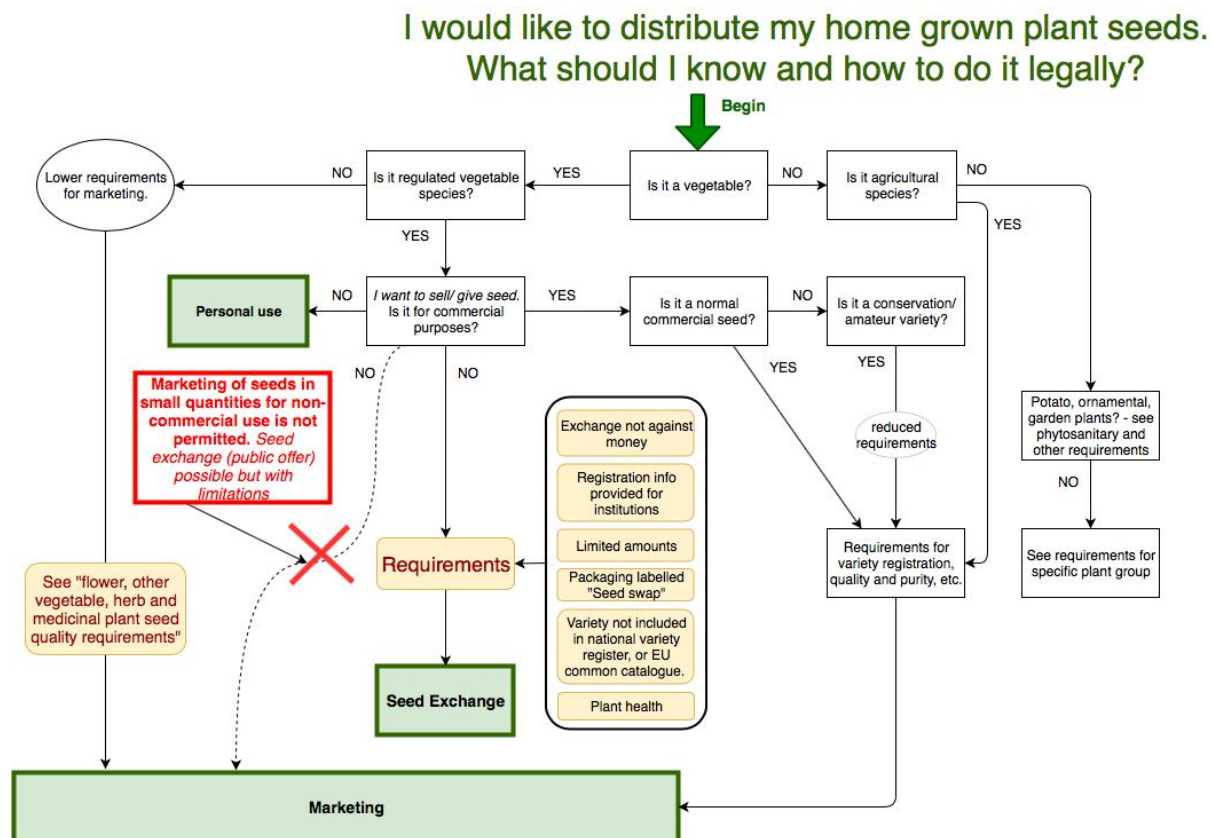 I would like to distribute my home grown plant seeds.
What should I know and how to do it legally?
Begin
Lower requirements
for marketing.
NO
Is it regulated vegetable
species?
YES
Is it a vegetable?
NO
Is it agricultural
species?
NO
YES
YES
Personal use
NO
I want to sell/ give seed.
Is it for commercial
purposes?
YES
Is it a normal
commercial seed?
NO
Is it a conservation/
amateur variety?
NO
NO
YES
YES
Marketing of seeds in
small quantities for non-
commercial use is not
permitted. Seed
exchange (public offer)
possible but with
limitations
Exchange not against
money
Registration info
provided for
institutions
Limited amounts
Packaging labelled
"Seed swap"
Variety not included
in national variety
register, or EU
common catalogue.
Plant health
reduced
requirements
Potato, ornamental,
garden plants? - see
phytosanitary and
other requirements
NO
Requirements
Requirements for
variety registration,
quality and purity, etc.
See requirements for
specific plant group
See "flower, other
vegetable, herb and
medicinal plant seed
quality requirements"
Seed Exchange
Marketing